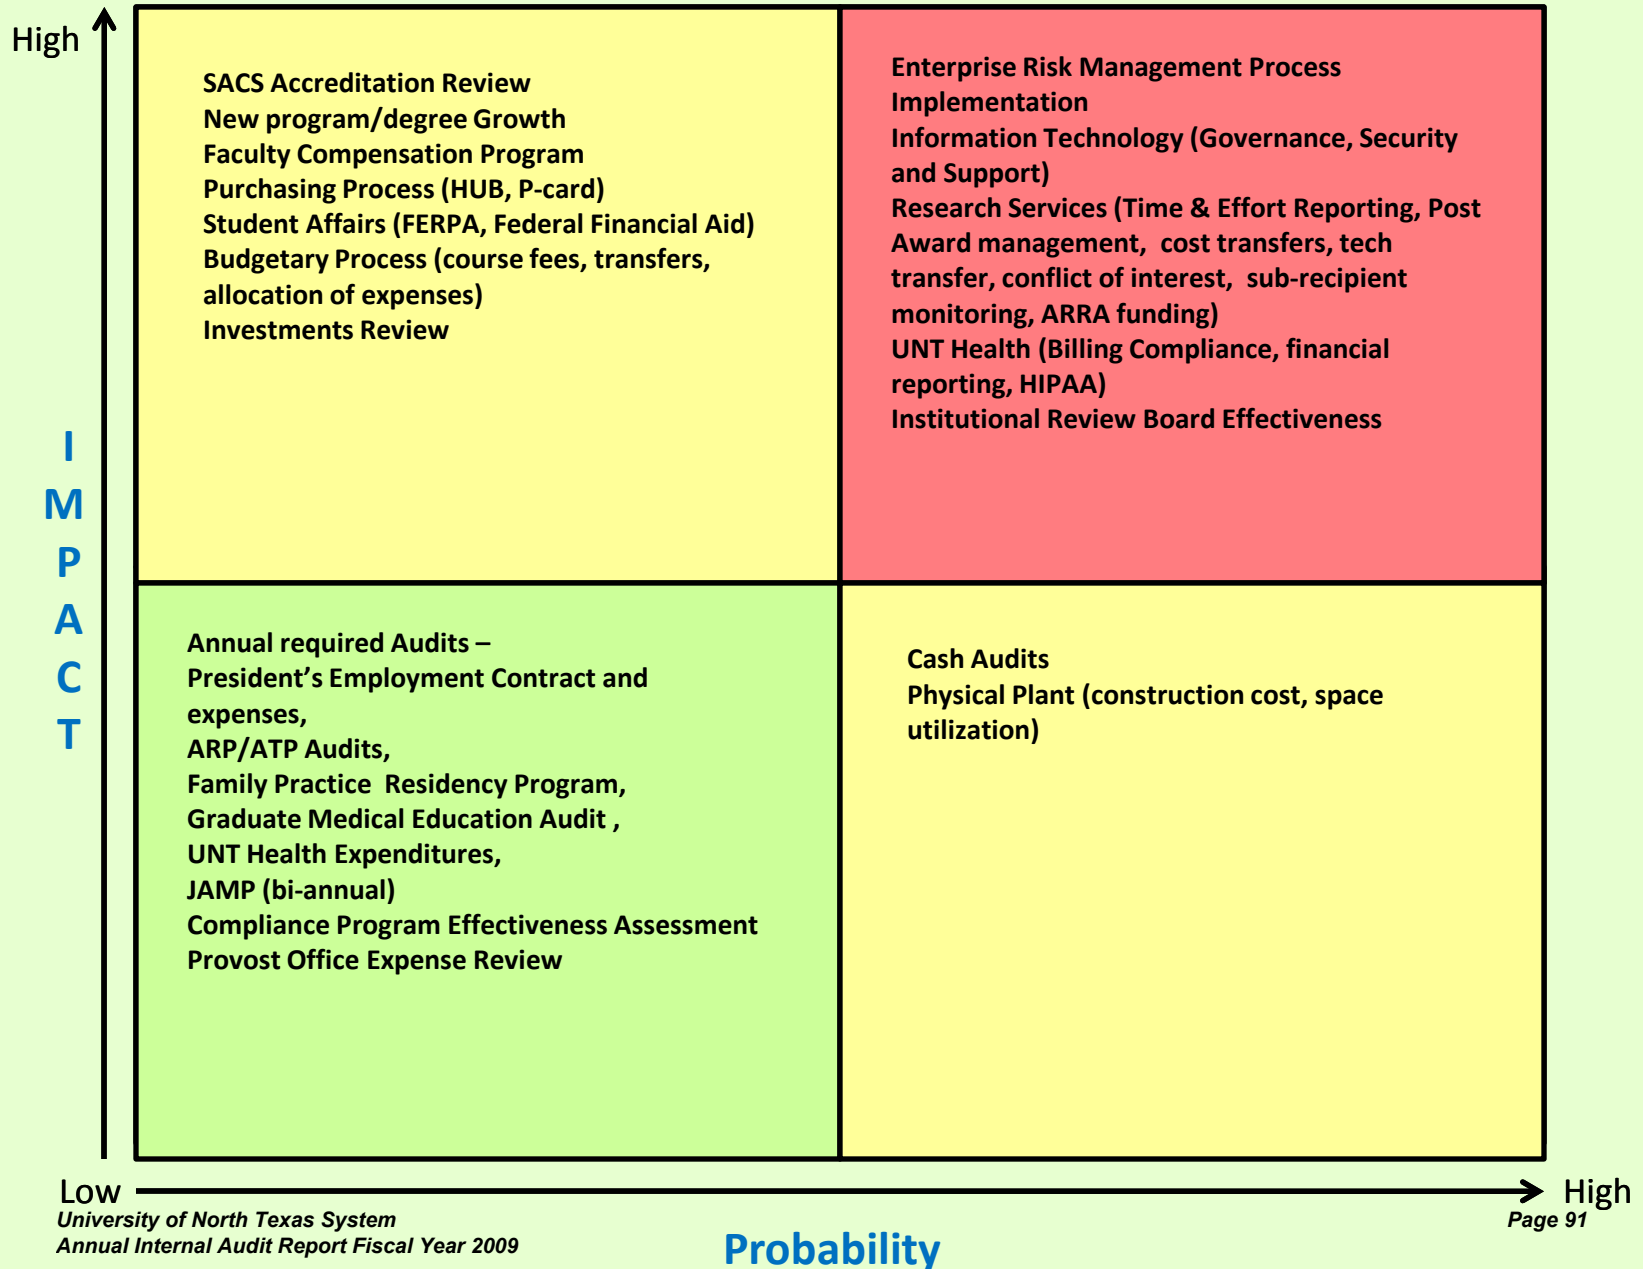 High
SACS Accreditation Review
New program/degree Growth
Faculty Compensation Program
Purchasing Process (HUB, P-card)
Student Affairs (FERPA, Federal Financial Aid)
Budgetary Process (course fees, transfers,
allocation of expenses)
Investments Review
Enterprise Risk Management Process
Implementation
Information Technology (Governance, Security
and Support)
Research Services (Time & Effort Reporting, Post
Award management,  cost transfers, tech
transfer, conflict of interest,  sub-recipient
monitoring, ARRA funding)
UNT Health (Billing Compliance, financial
reporting, HIPAA)
Institutional Review Board Effectiveness
I
M
P
A
C
T
Annual required Audits –
President’s Employment Contract and
expenses,
ARP/ATP Audits,
Family Practice  Residency Program,
Graduate Medical Education Audit ,
UNT Health Expenditures,
JAMP (bi-annual)
Compliance Program Effectiveness Assessment
Provost Office Expense Review
Cash Audits
Physical Plant (construction cost, space
utilization)
Low
High
University of North Texas System
Annual Internal Audit Report Fiscal Year 2009
Probability
Page 91